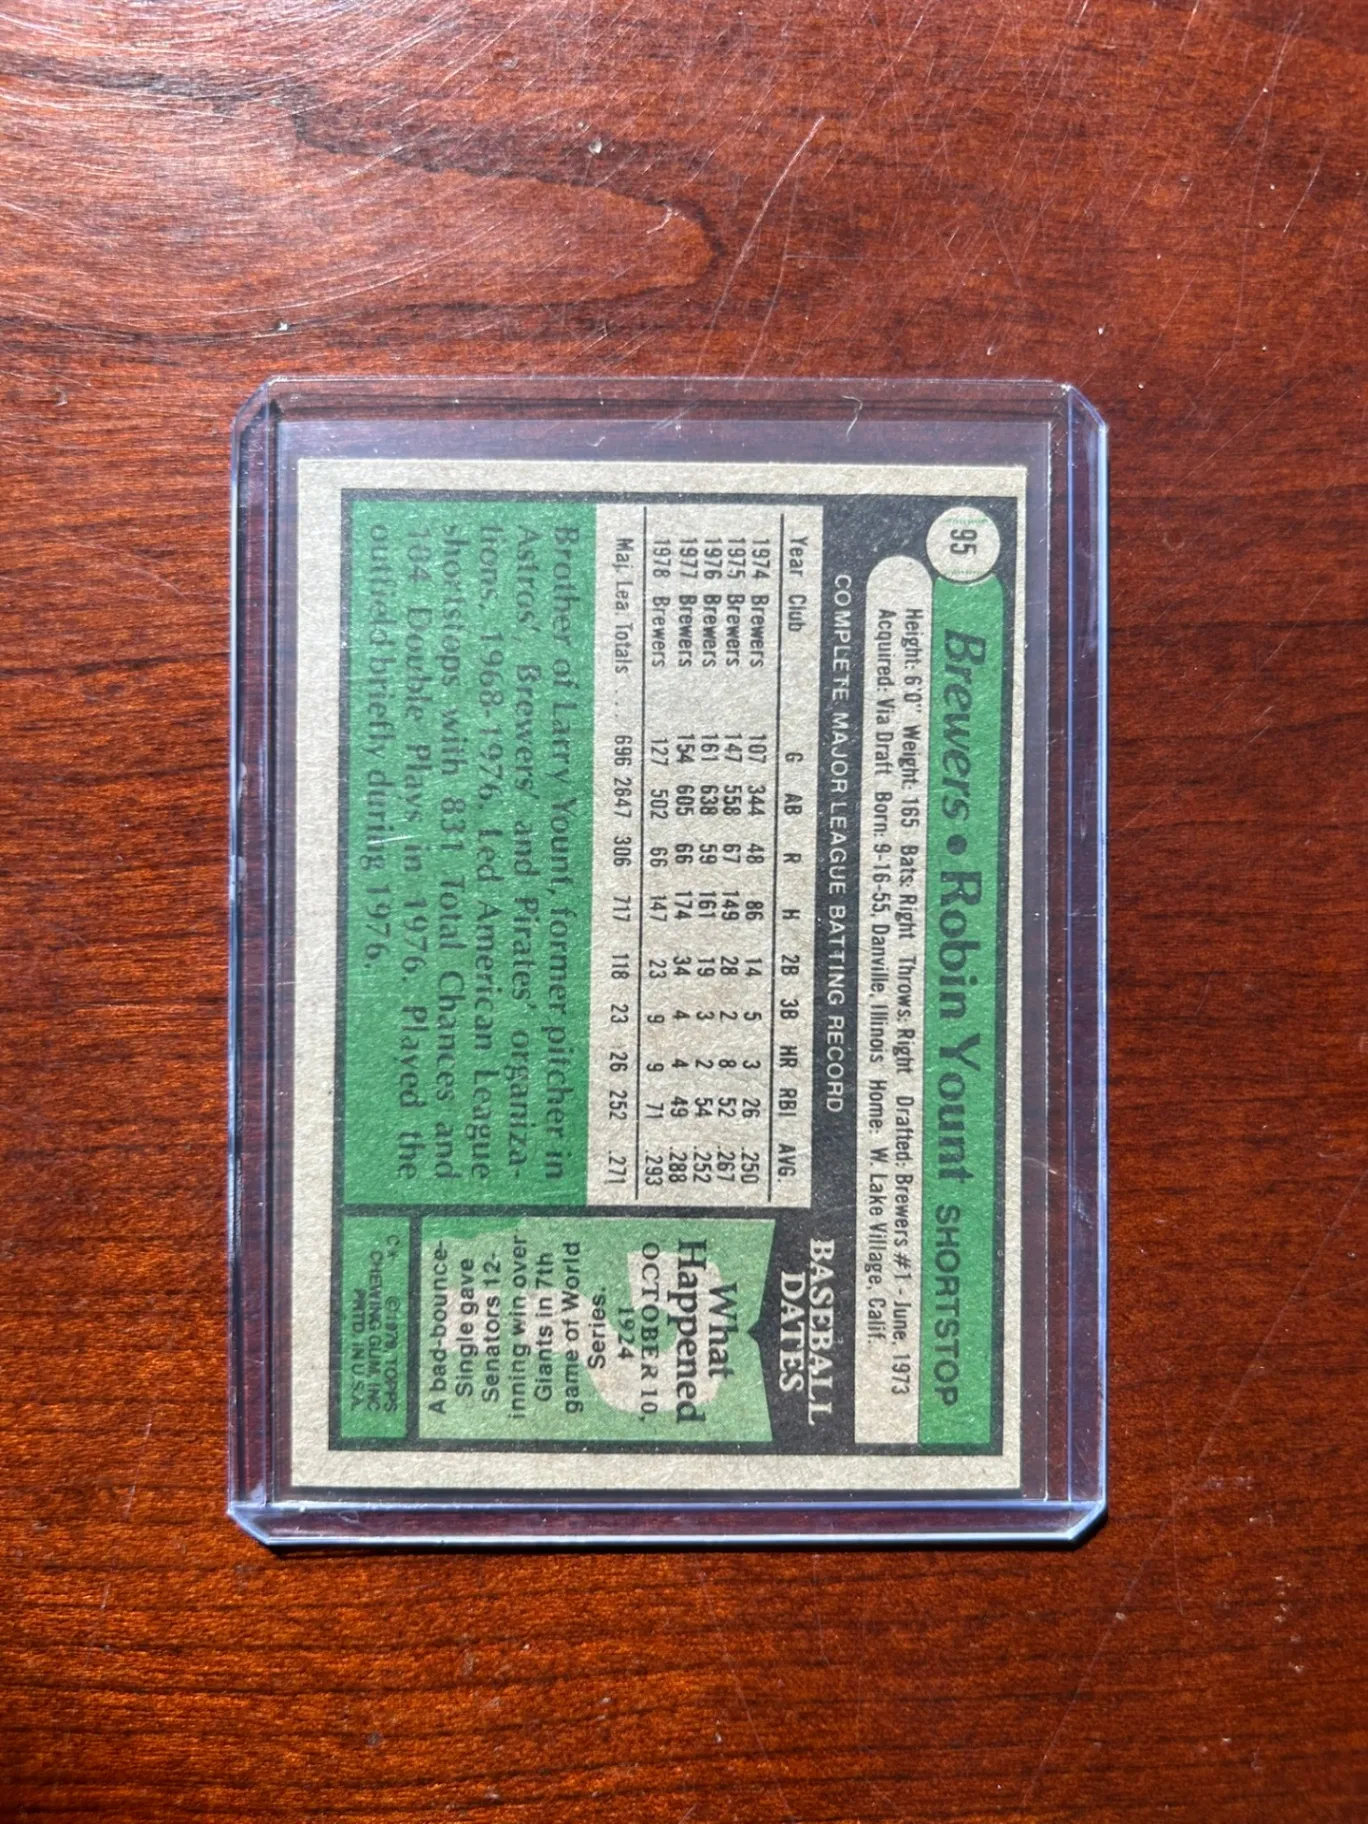 95
Brewers • Robin Yount SHORTSTOP
Height: 6'0" Weight: 165 Bats: Right Throws: Right Drafted: Brewers #1 - June, 1973
Acquired: Via Draft Born: 9-16-55, Danville, Illinois Home: W. Lake Village, Calif.
COMPLETE MAJOR LEAGUE BATTING RECORD
Year Club G AB R H 2B 3B HR RBI AVG.
1974 Brewers 107 344 48 86 14 5 3 26 .250
1975 Brewers 147 558 67 149 28 2 8 52 .267
1976 Brewers 161 638 59 161 19 3 2 54 .252
1977 Brewers 154 605 66 174 34 4 4 49 .288
1978 Brewers 127 502 66 147 23 9 9 71 .293
Maj. Lea. Totals . . . 696 2647 306 717 118 23 26 252 .271
Brother of Larry Yount, former pitcher in
Astros', Brewers' and Pirates' organiza-
tions, 1968-1976. Led American League
shortstops with 831 Total Chances and
104 Double Plays in 1976. Played the
outfield briefly during 1976.
BASEBALL
DATES
What
Happened
OCTOBER 10,
1924
A bad-bounce-
Single gave
Senators 12-
inning win over
Giants in 7th
game of World
Series.
©1979, TOPPS
CHEWING GUM, INC
PRTD. IN U.S.A.